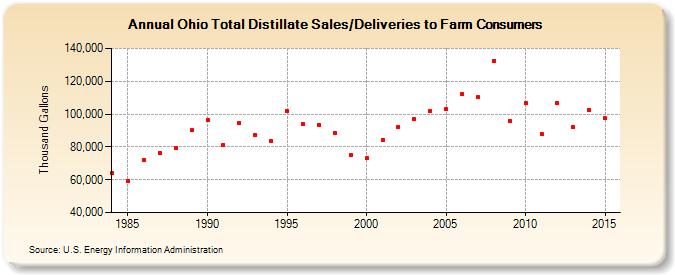 Annual Ohio Total Distillate Sales/Deliveries to Farm Consumers
Thousand Gallons
140,000
120,000
100,000
80,000
60,000
40,000
1985 1990 1995 2000 2005 2010 2015
Source: U.S. Energy Information Administration